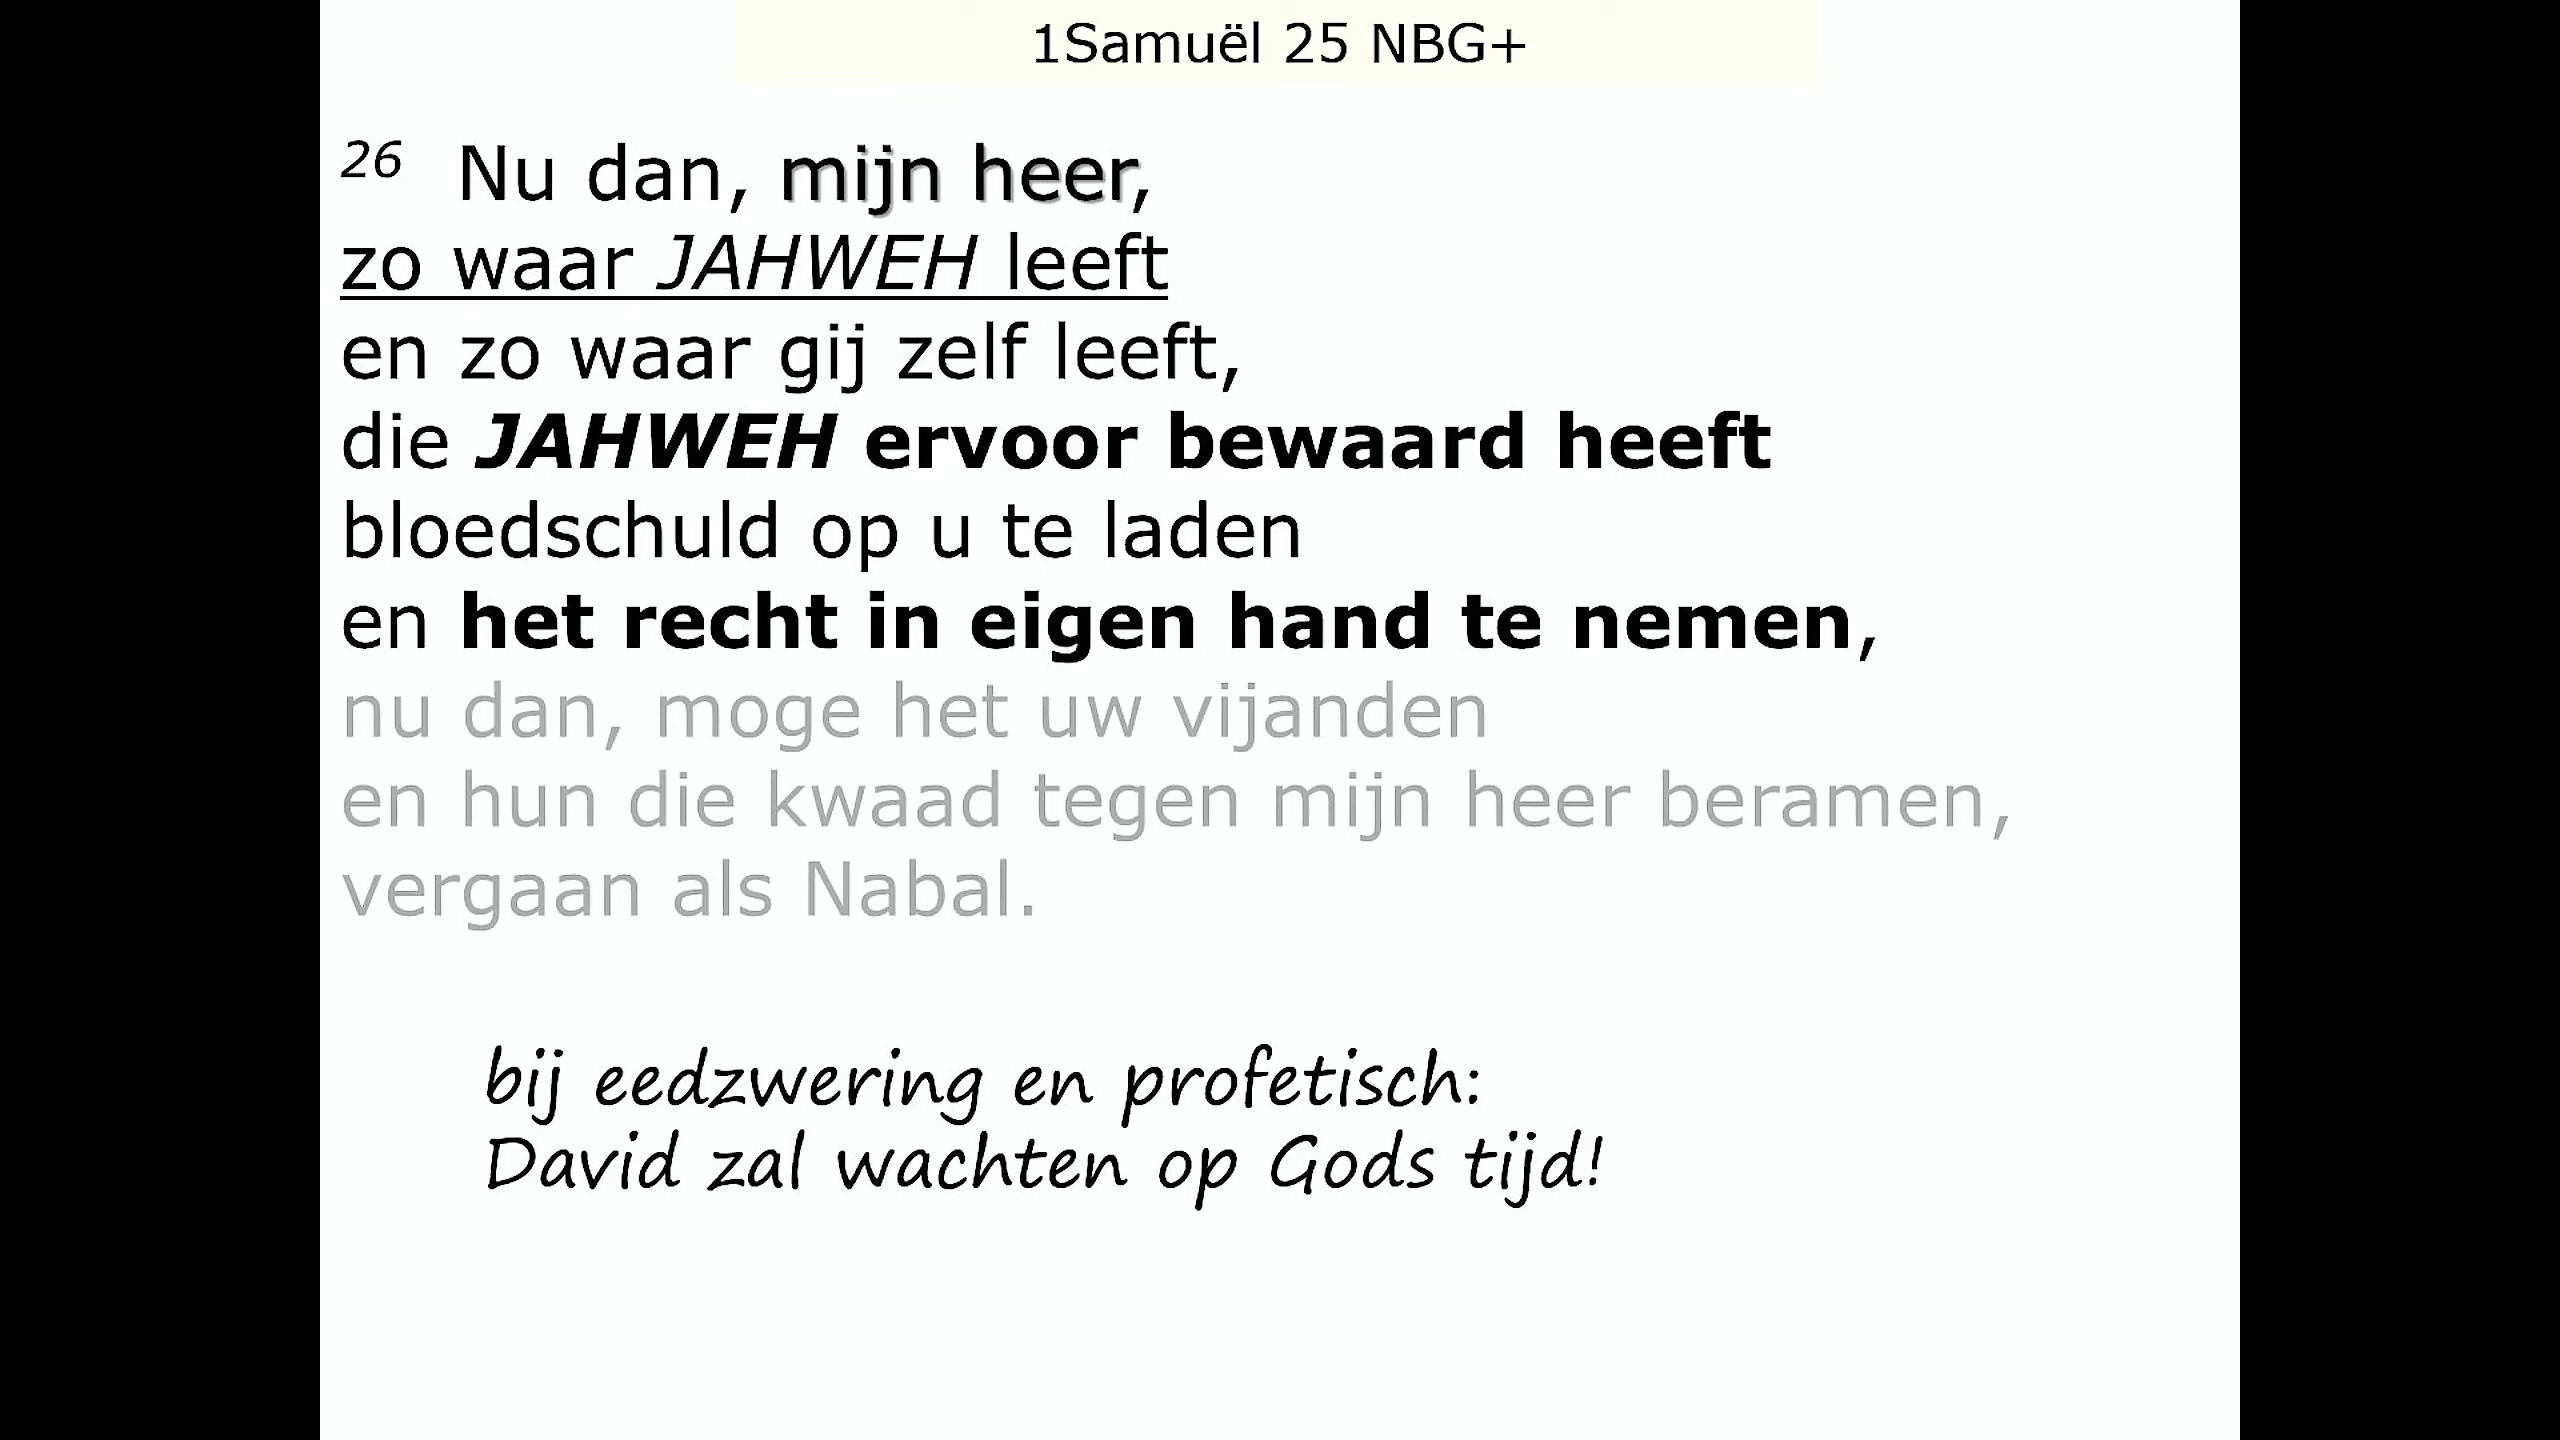 1Samuël 25 NBG+
26 Nu dan, mijn heer,
zo waar JAHWEH leeft
en zo waar gij zelf leeft,
die JAHWEH ervoor bewaard heeft
bloedschuld op u te laden
en het recht in eigen hand te nemen,
nu dan, moge het uw vijanden
en hun die kwaad tegen mijn heer beramen,
vergaan als Nabal.
bij eedzwering en profetisch:
David zal wachten op Gods tijd!